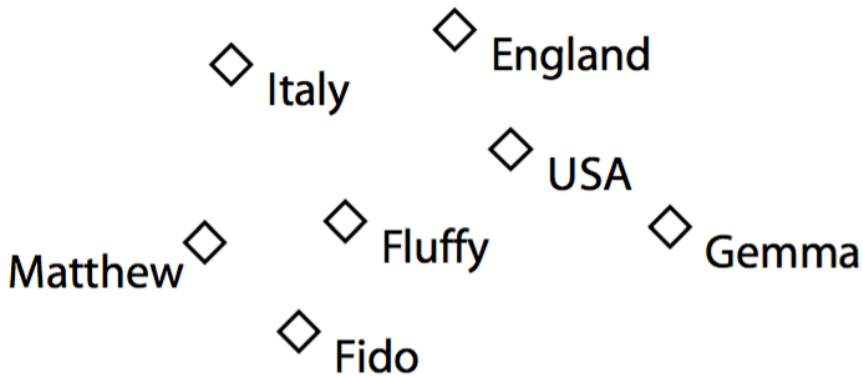 England
Italy
USA
Fluffy
Gemma
Matthew
Fido